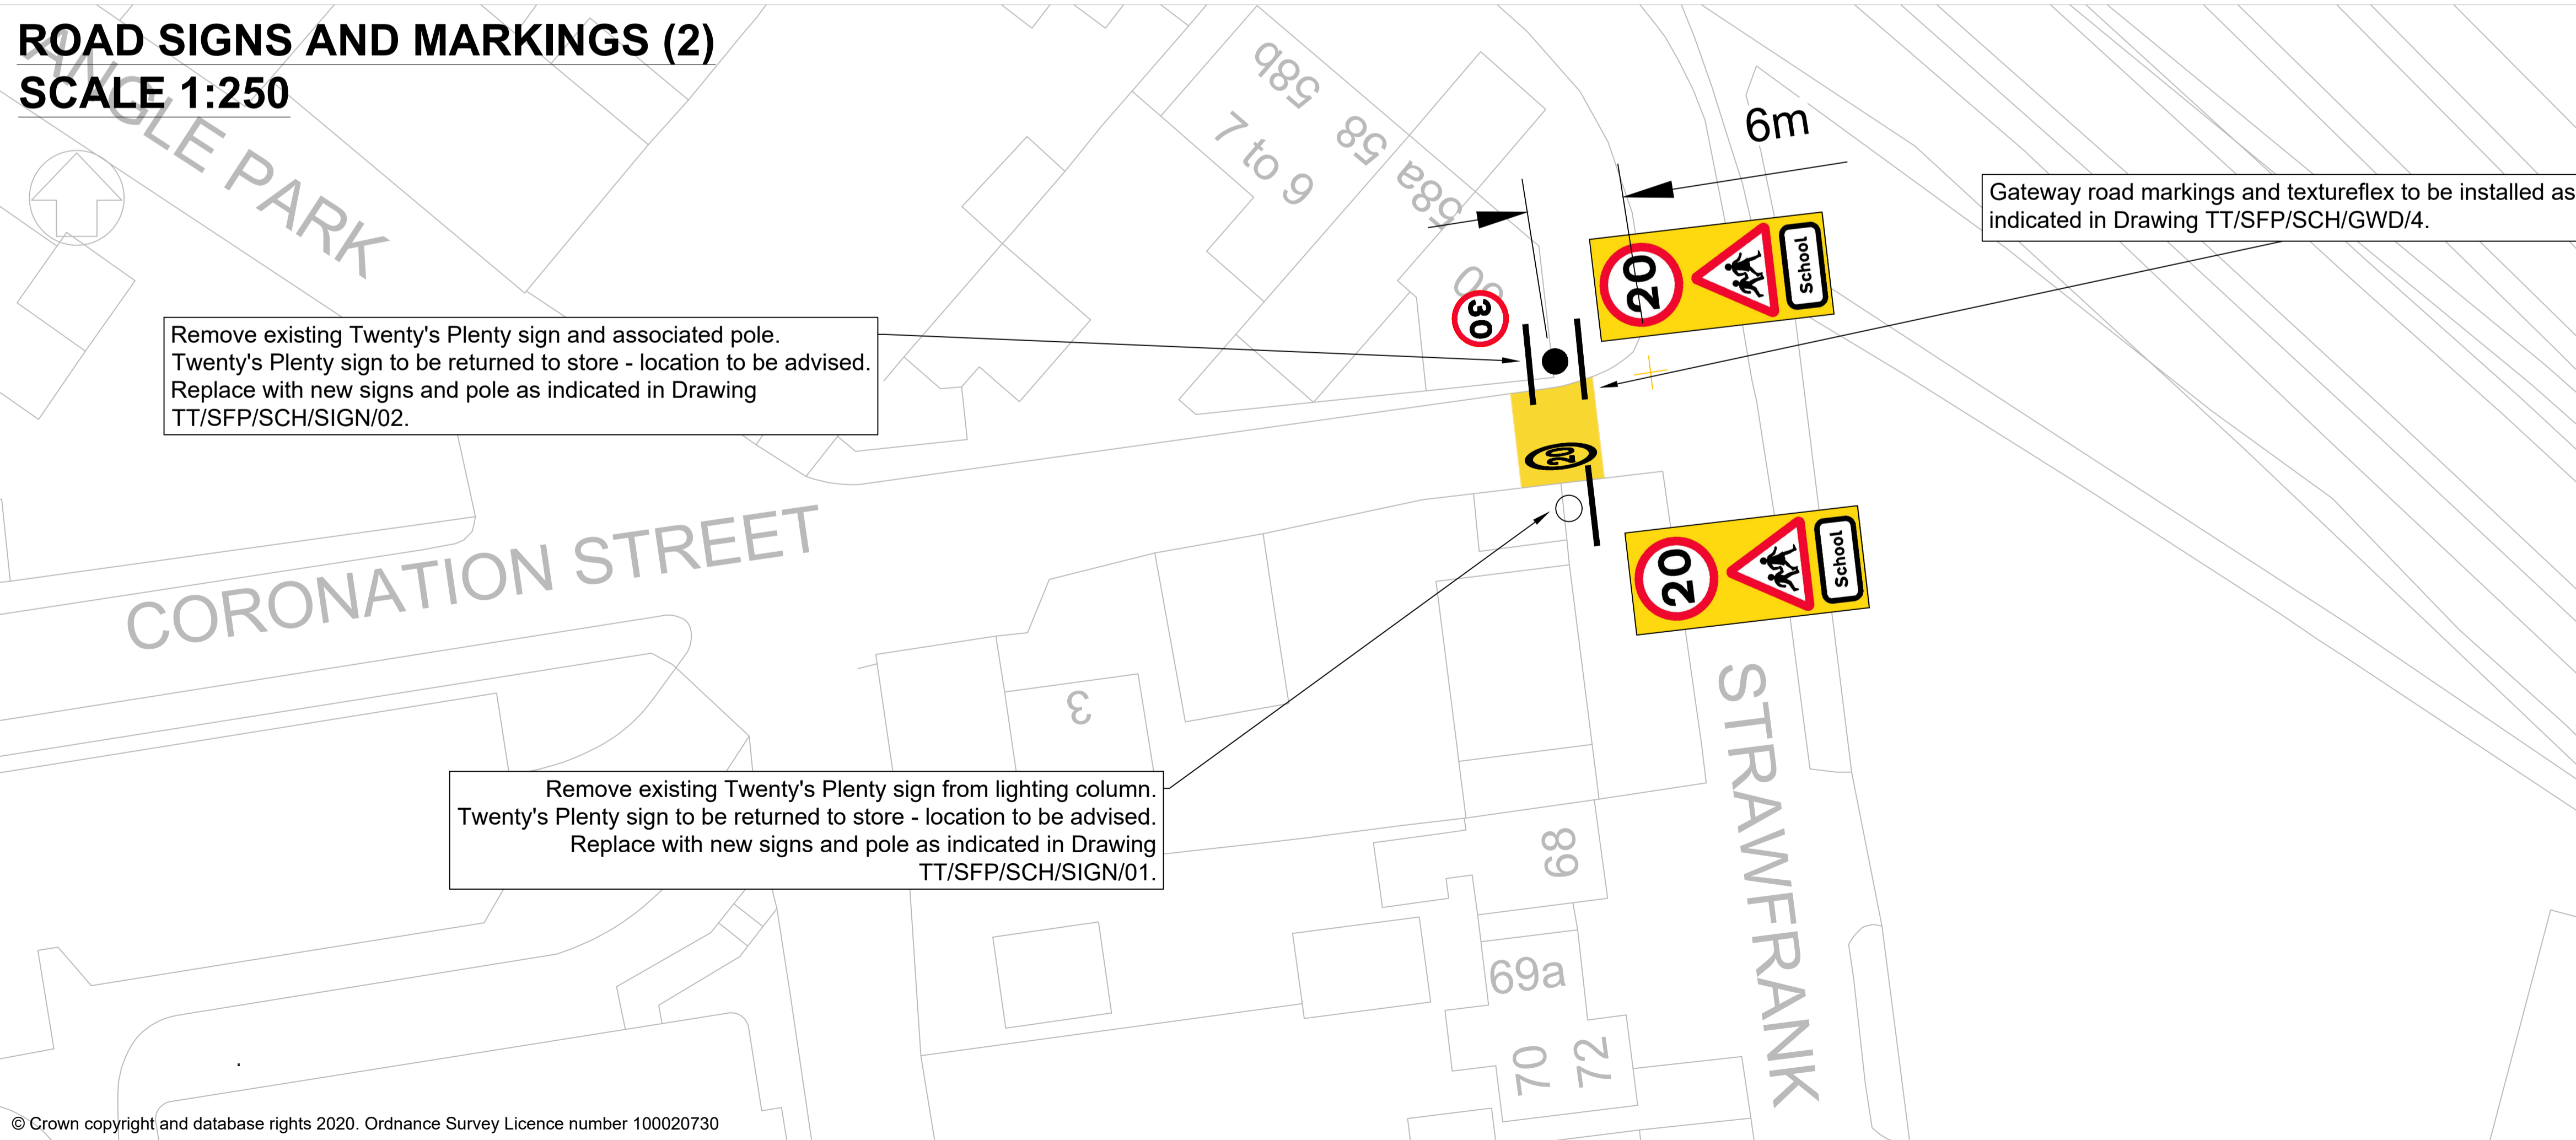 ROAD SIGNS AND MARKINGS (2)
SCALE 1:250
ANGLE PARK
58b
58
58a
7 to 9
60
6m
Gateway road markings and textureflex to be installed as
indicated in Drawing TT/SFP/SCH/GWD/4.
20
School
30
Remove existing Twenty's Plenty sign and associated pole.
Twenty's Plenty sign to be returned to store - location to be advised.
Replace with new signs and pole as indicated in Drawing
TT/SFP/SCH/SIGN/02.
20
20
School
CORONATION STREET
3
STRAWFRANK
Remove existing Twenty's Plenty sign from lighting column.
Twenty's Plenty sign to be returned to store - location to be advised.
Replace with new signs and pole as indicated in Drawing
TT/SFP/SCH/SIGN/01.
68
69a
70
72
© Crown copyright and database rights 2020. Ordnance Survey Licence number 100020730